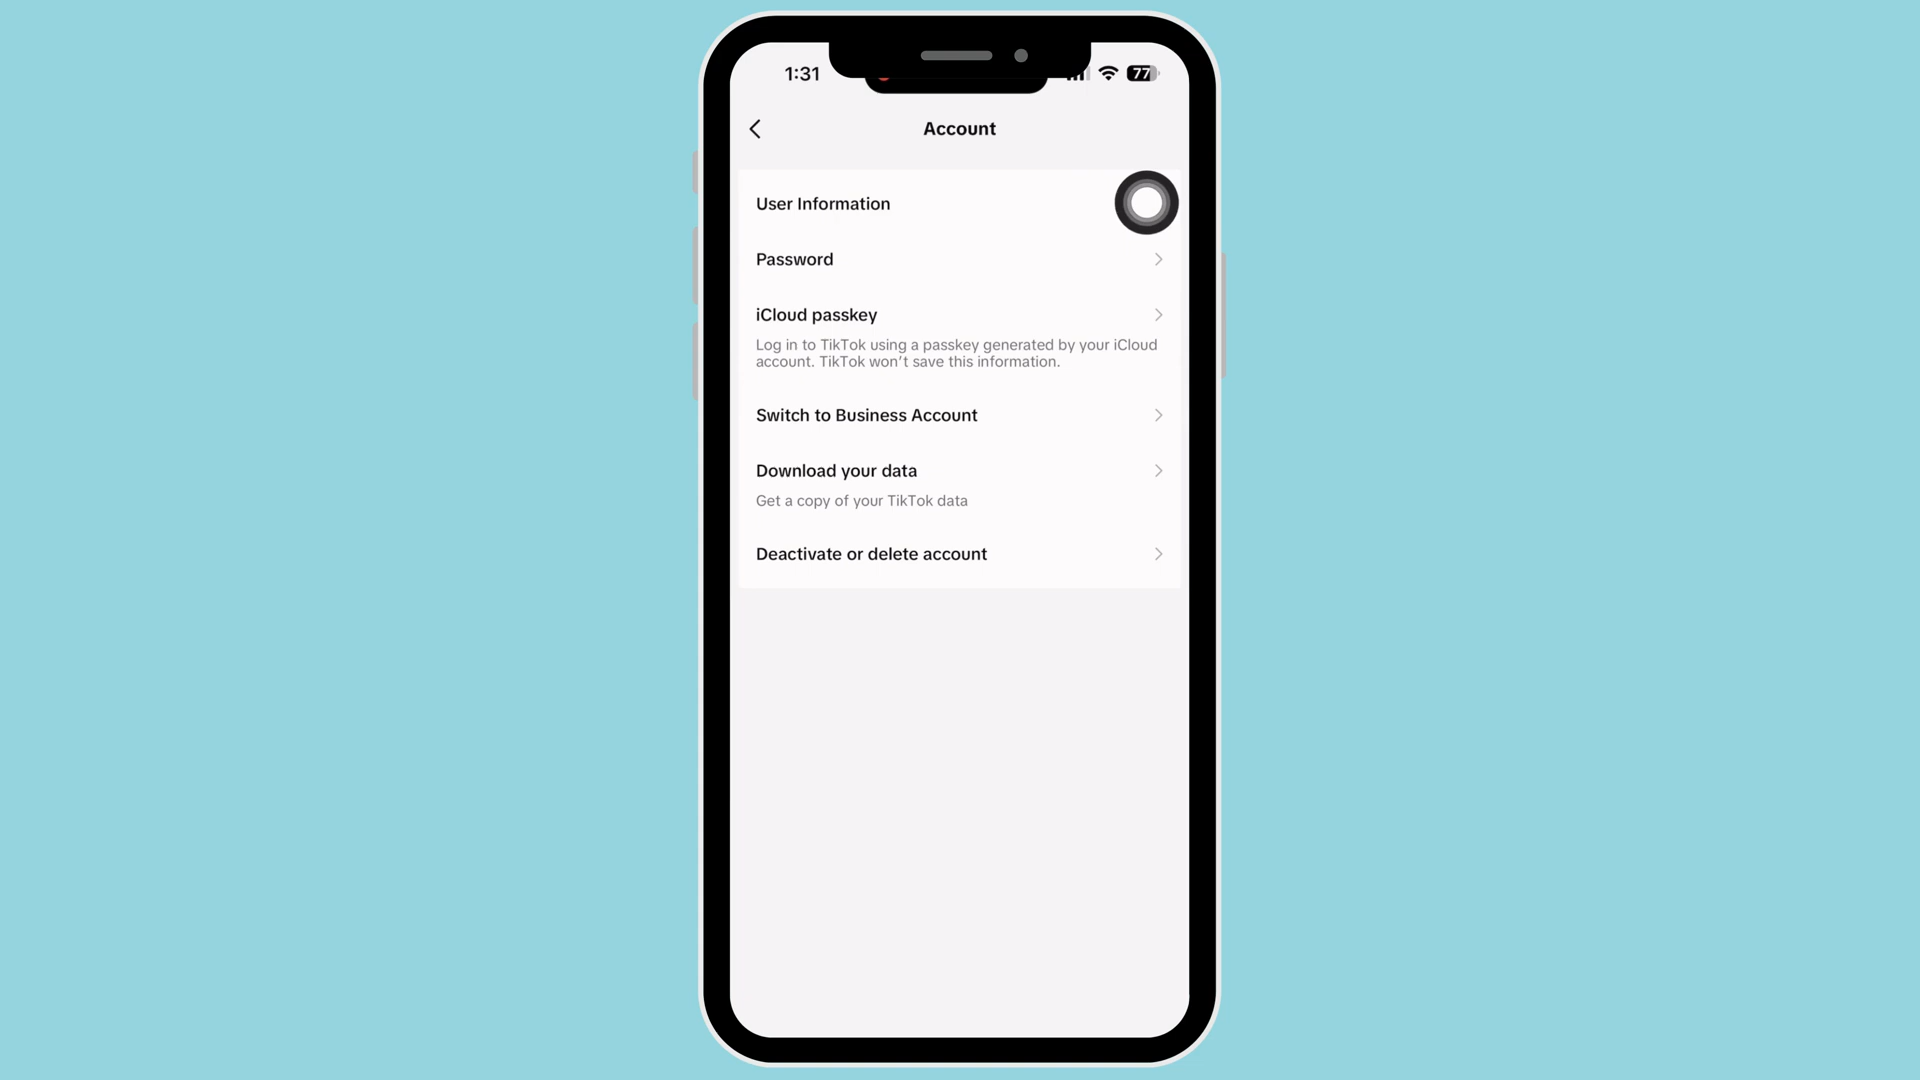 1:31
77
Account
User Information
Password
iCloud passkey
Log in to TikTok using a passkey generated by your iCloud
account. TikTok won't save this information.
Switch to Business Account
Download your data
Get a copy of your TikTok data
Deactivate or delete account